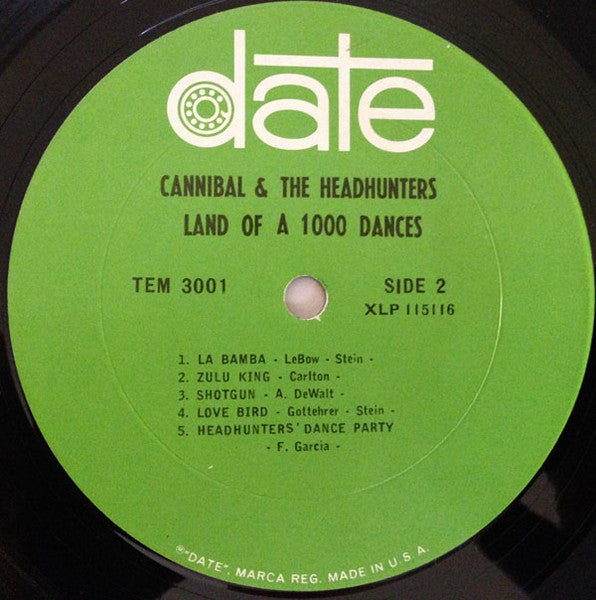 date
CANNIBAL & THE HEADHUNTERS
LAND OF A 1000 DANCES
TEM 3001 SIDE 2
XLP 115116
1. LA BAMBA - LeBow - Stein -
2. ZULU KING - Carlton -
3. SHOTGUN - A. DeWalt -
4. LOVE BIRD - Gottehrer - Stein -
5. HEADHUNTERS' DANCE PARTY
- F. Garcia -
®"DATE". MARCA REG. MADE IN U.S.A.